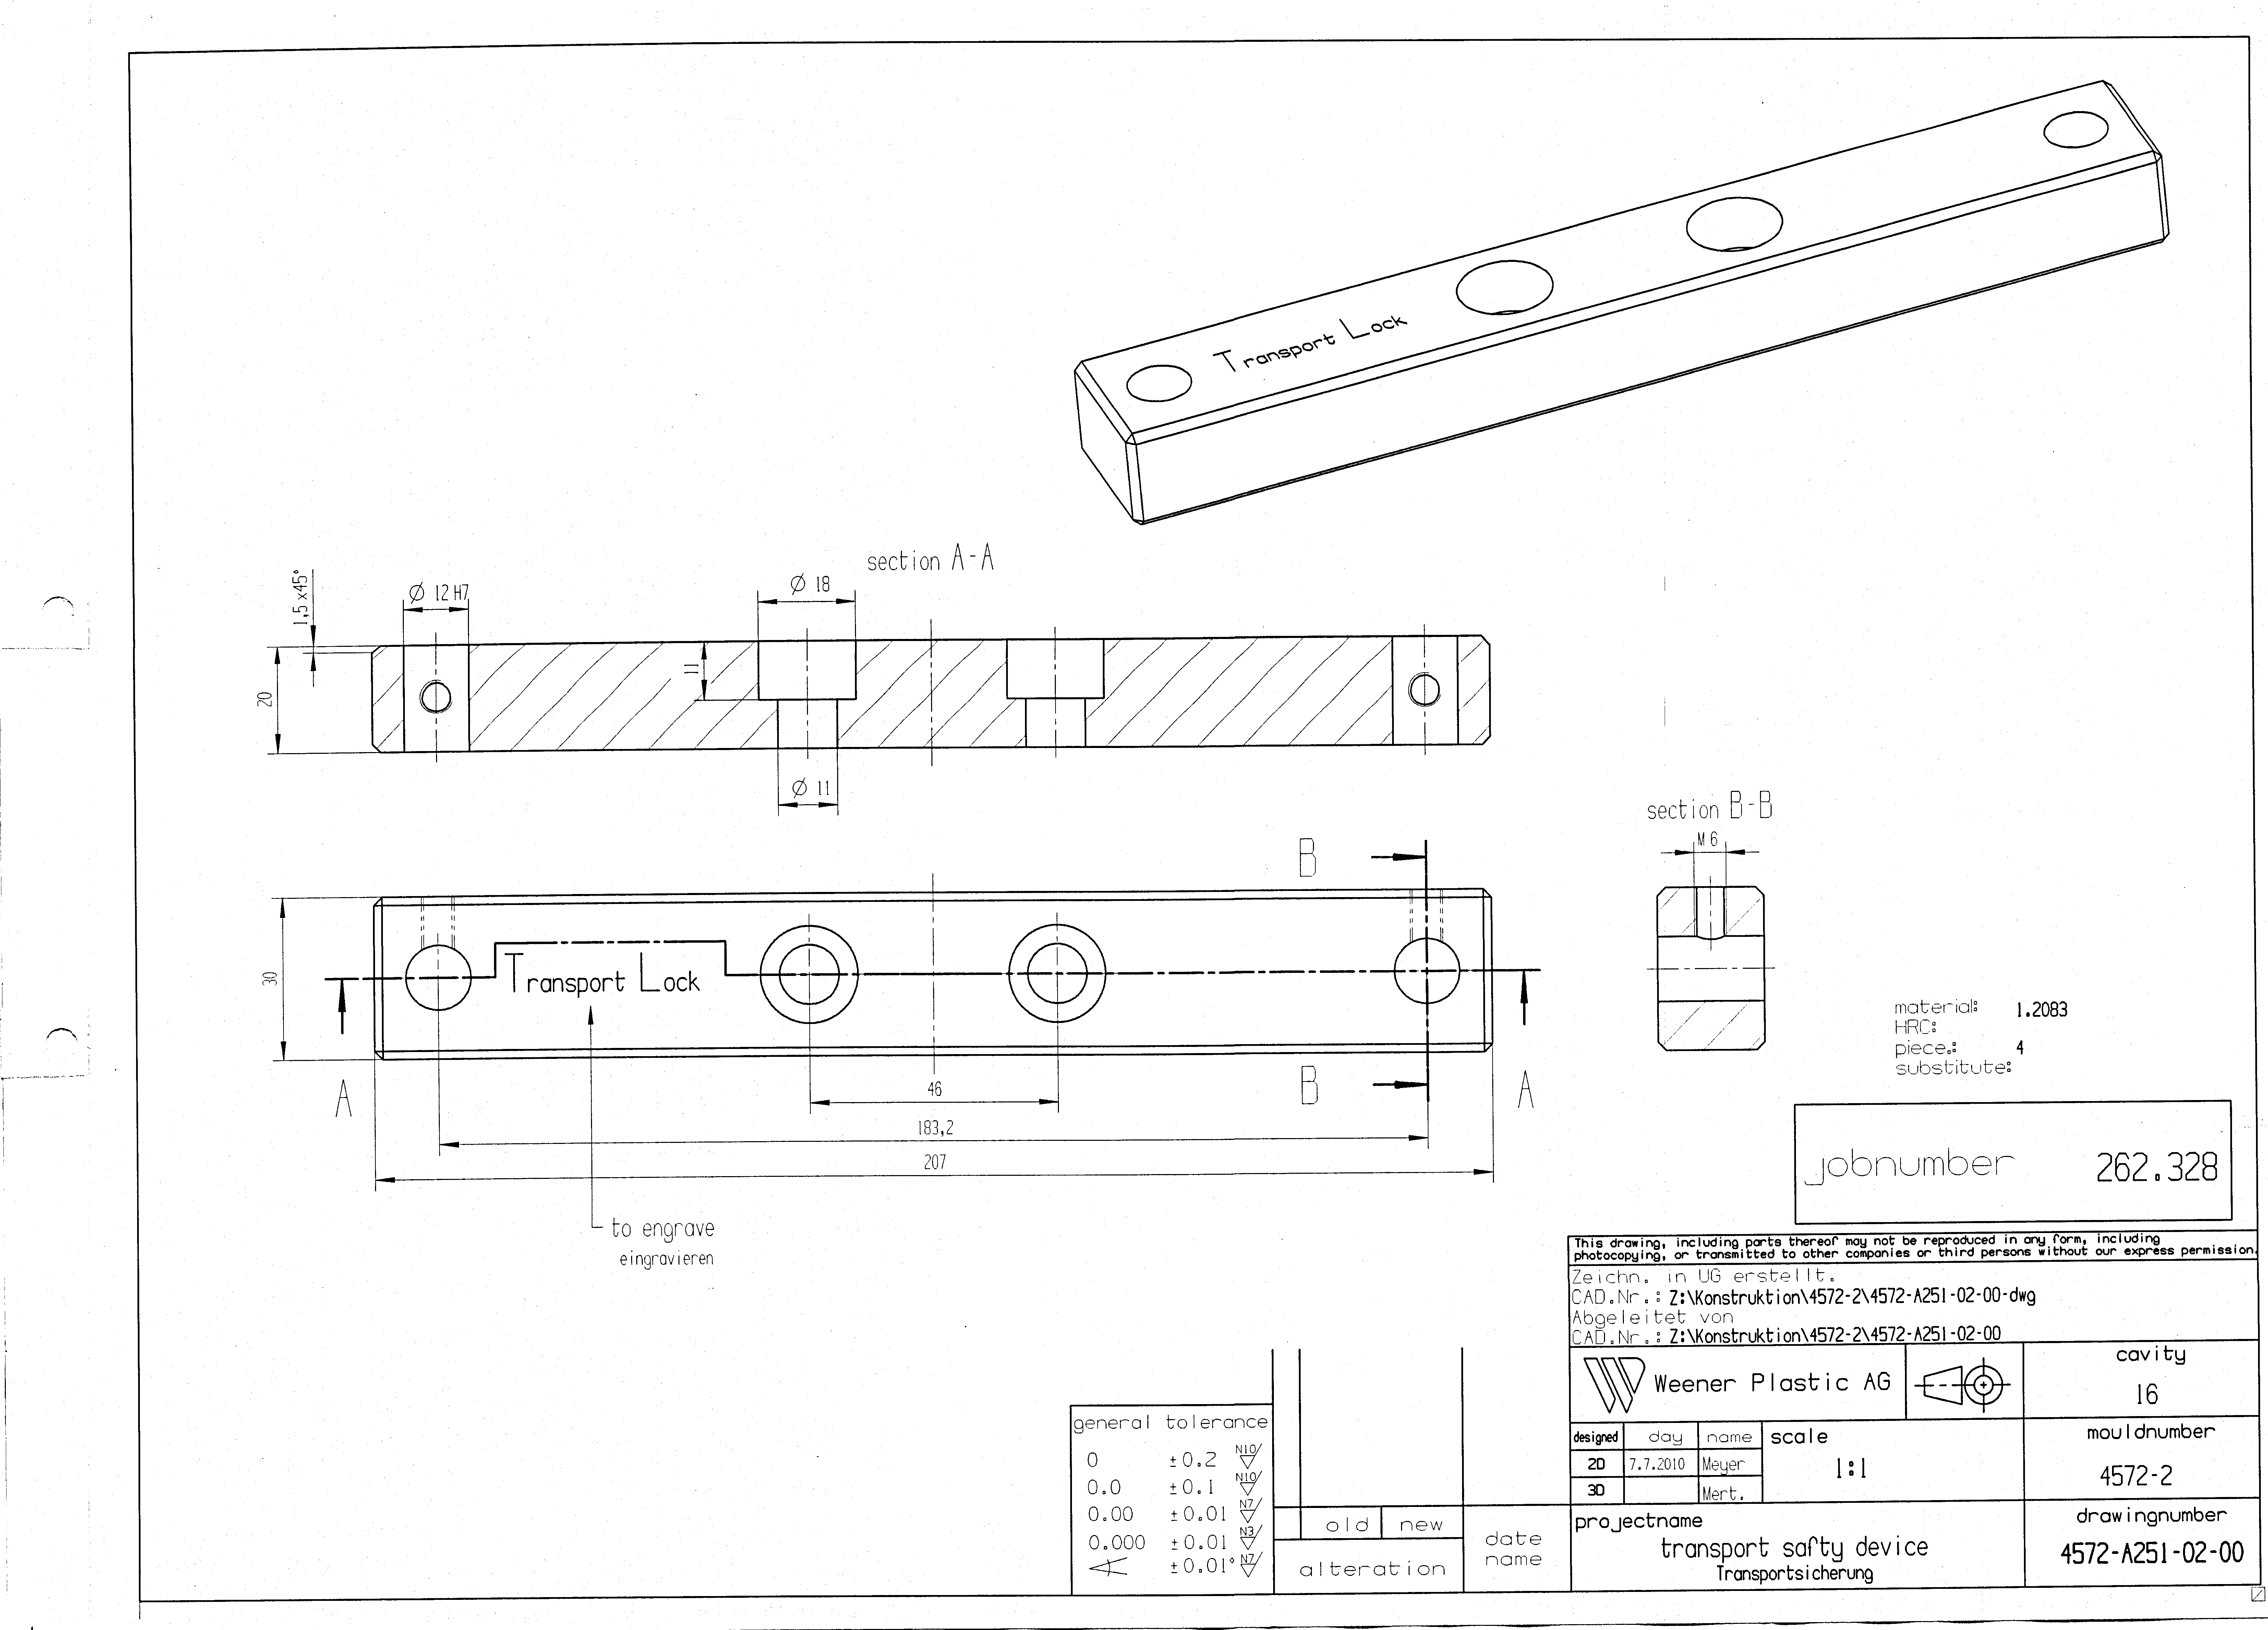 Transport Lock
section A-A
1,5 x45°
Ø 12 H7
Ø 18
11
20
Ø 11
section B-B
M 6
B
30
Transport Lock
A
B
A
46
183,2
207
to engrave
eingravieren
material: 1.2083
HRC:
piece.: 4
substitute:
jobnumber 262.328
This drawing, including parts thereof may not be reproduced in any form, including
photocopying, or transmitted to other companies or third persons without our express permission.
Zeichn. in UG erstellt.
CAD.Nr.: Z:\Konstruktion\4572-2\4572-A251-02-00-dwg
Abgeleitet von
CAD.Nr.: Z:\Konstruktion\4572-2\4572-A251-02-00
Weener Plastic AG
cavity
16
designed day name scale
2D 7.7.2010 Meyer 1:1
3D Mert.
mouldnumber
4572-2
general tolerance
0 ±0.2 N10/
0.0 ±0.1 N10/
0.00 ±0.01 N7/
0.000 ±0.01 N3/
±0.01° N7/
old new
alteration
date
name
projectname
transport safty device
Transportsicherung
drawingnumber
4572-A251-02-00